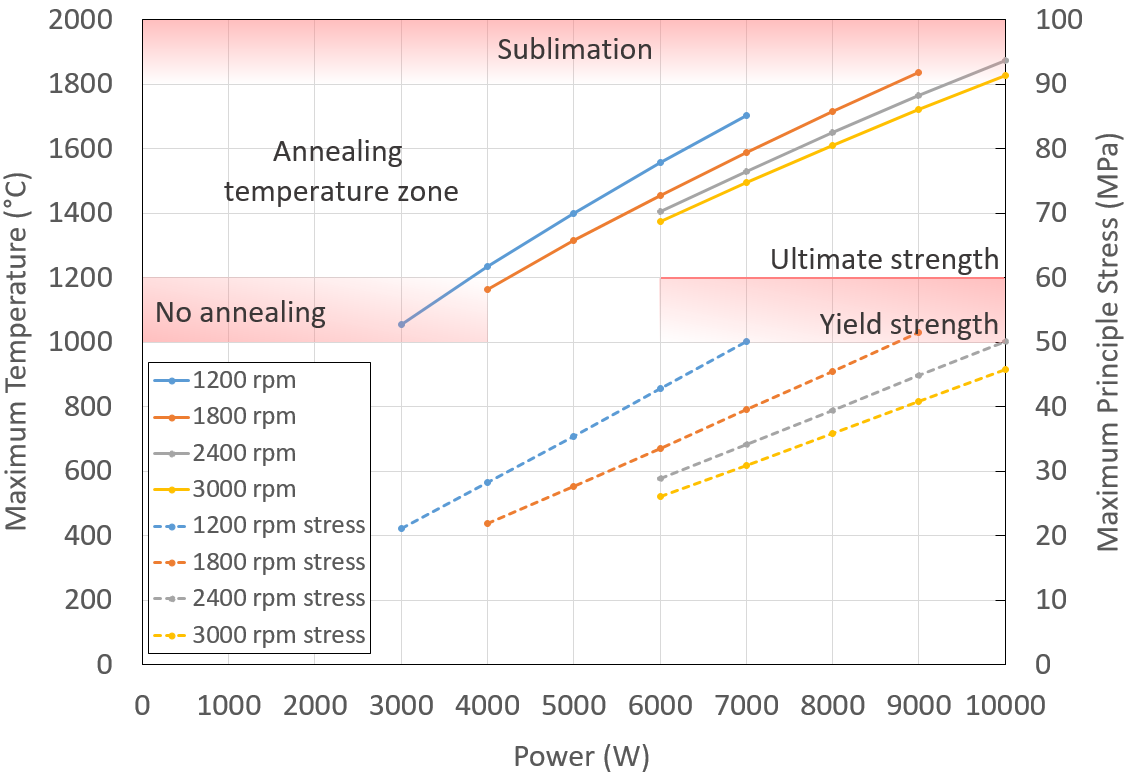 2000
1800
1600
1400
1200
1000
800
600
400
200
0
Maximum Temperature (°C)
Sublimation
Annealing
temperature zone
No annealing
Ultimate strength
Yield strength
1200 rpm
1800 rpm
2400 rpm
3000 rpm
1200 rpm stress
1800 rpm stress
2400 rpm stress
3000 rpm stress
100
90
80
70
60
50
40
30
20
10
0
Maximum Principle Stress (MPa)
0 1000 2000 3000 4000 5000 6000 7000 8000 9000 10000
Power (W)